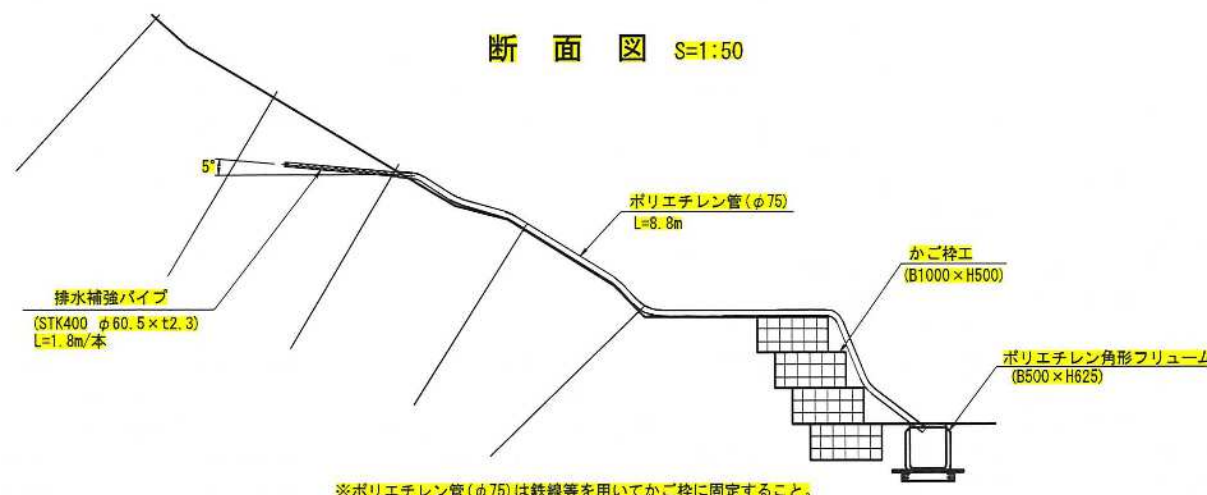 断面図 S=1:50
5°
ポリエチレン管(φ75)
L=8.8m
かご枠工
(B1000×H500)
排水補強パイプ
(STK400 φ60.5×t2.3)
L=1.8m/本
ポリエチレン角形フリューム
(B500×H625)
※ポリエチレン管(φ75)は鉄線等を用いてかご枠に固定すること。